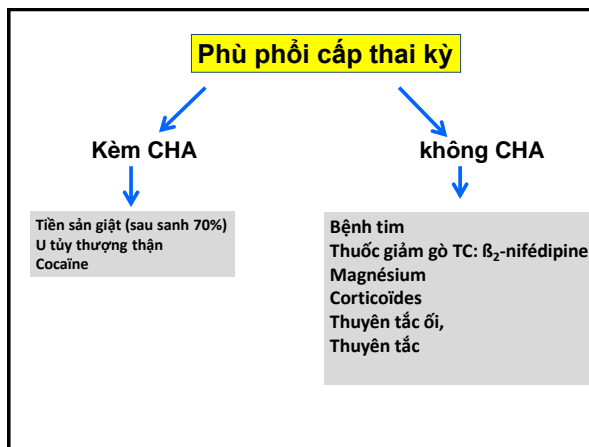 Phù phổi cấp thai kỳ
Kèm CHA
không CHA
Tiền sản giật (sau sanh 70%)
U tủy thượng thận
Cocaïne
Bệnh tim
Thuốc giảm gò TC: ß₂-nifédipine
Magnésium
Corticoïdes
Thuyên tắc ối,
Thuyên tắc